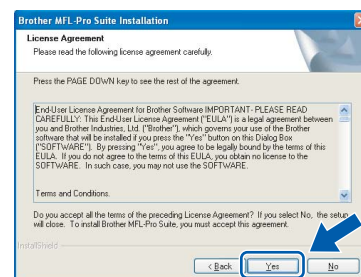 Brother MFL-Pro Suite Installation
License Agreement
Please read the following license agreement carefully.
Press the PAGE DOWN key to see the rest of the agreement.
End-User License Agreement for Brother Software IMPORTANT- PLEASE READ
CAREFULLY: This End-User License Agreement ("EULA") is a legal agreement between
you and Brother Industries, Ltd. ("Brother"), which governs your use of the Brother
software that will be installed if you press the "Yes" button on this Dialog Box
("SOFTWARE"). By pressing "Yes", you agree to be legally bound by the terms of this
EULA. If you do not agree to the terms of this EULA, you obtain no license to the
SOFTWARE. In such case, you may not use the SOFTWARE.
Terms and Conditions.
Do you accept all the terms of the preceding License Agreement? If you select No, the setup
will close. To install Brother MFL-Pro Suite, you must accept this agreement.
InstallShield
< Back
Yes
No